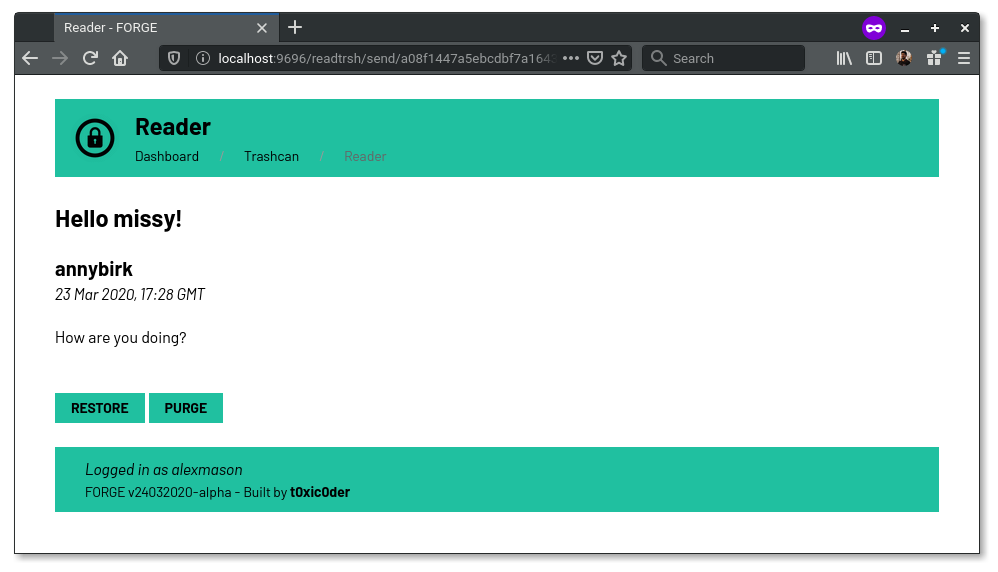 Reader - FORGE
localhost:9696/readtrsh/send/a08f1447a5ebcdbf7a1643
Search
Reader
Dashboard / Trashcan / Reader
Hello missy!
annybirk
23 Mar 2020, 17:28 GMT
How are you doing?
RESTORE PURGE
Logged in as alexmason
FORGE v24032020-alpha - Built by t0xic0der